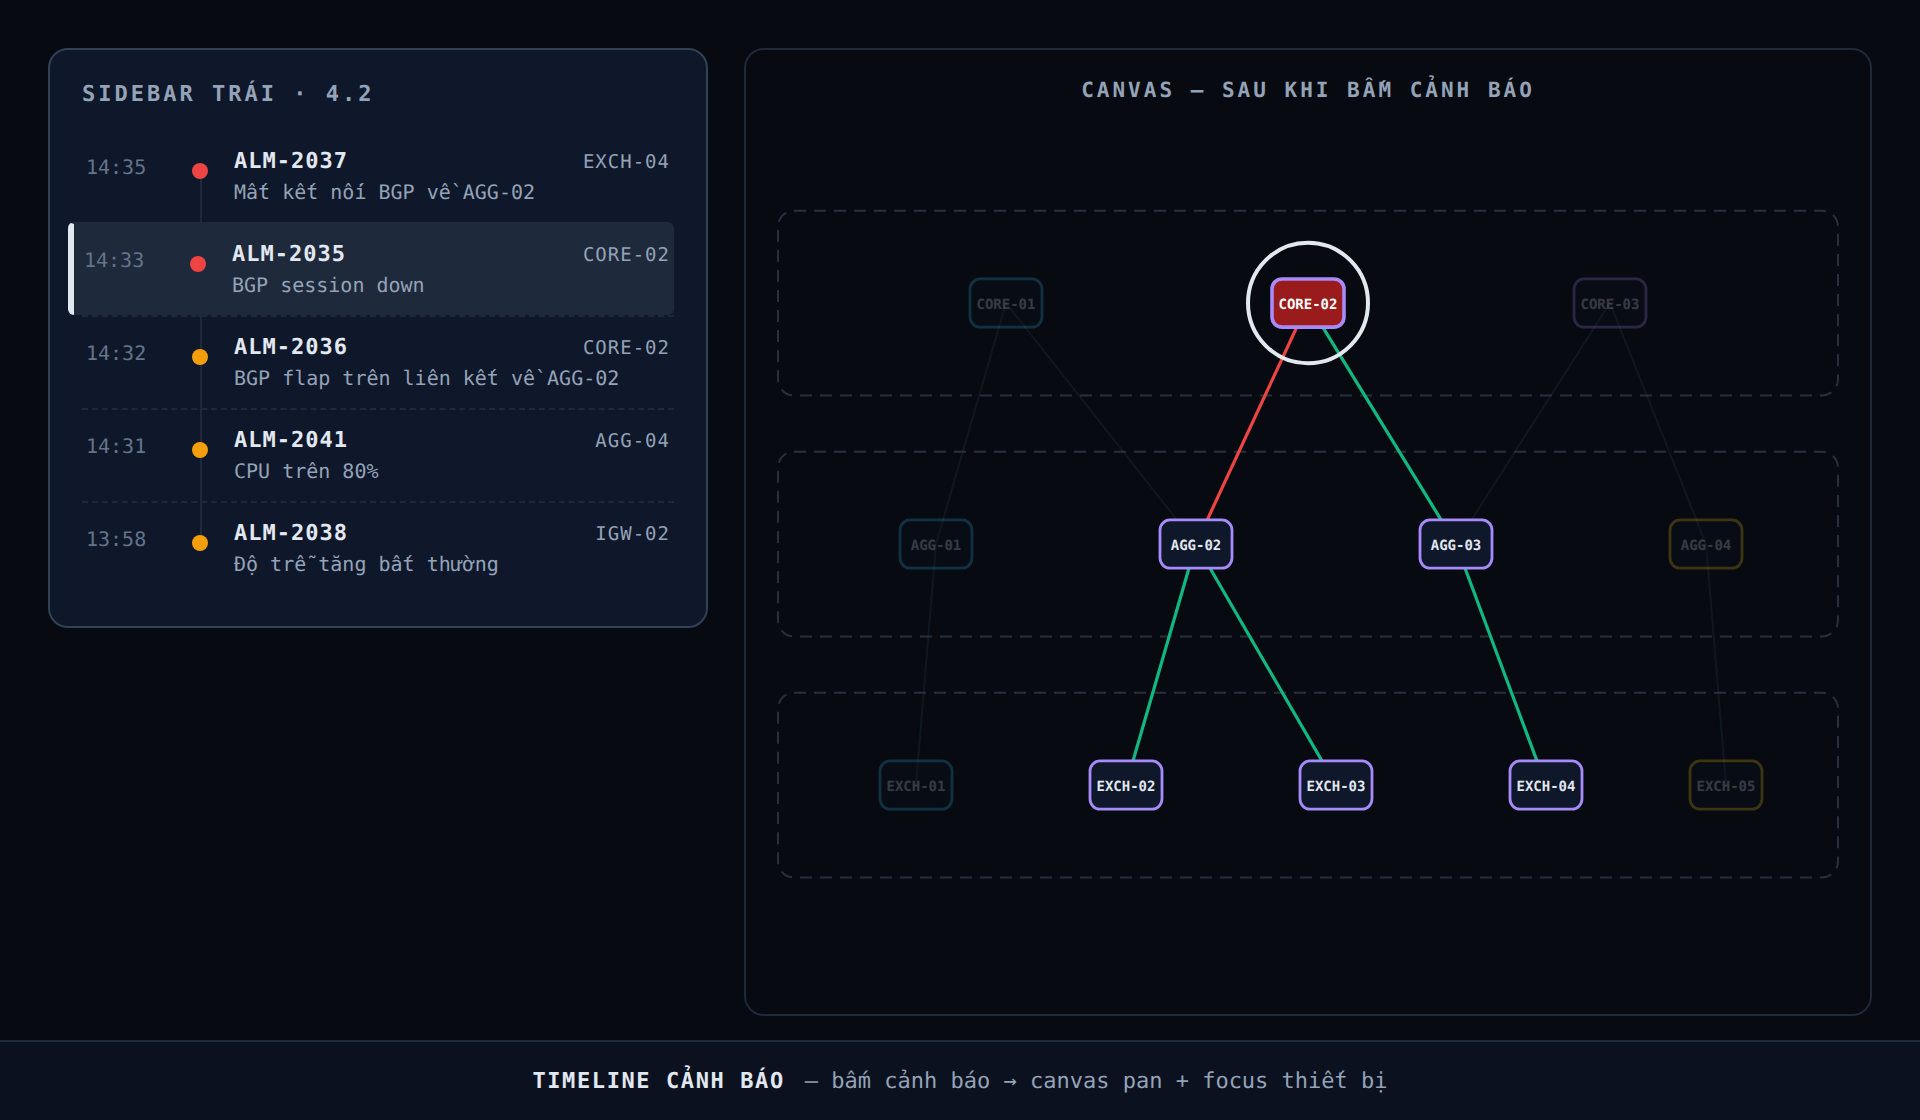 SIDEBAR TRÁI · 4.2
14:35 ALM-2037 EXCH-04
Mất kết nối BGP về AGG-02
14:33 ALM-2035 CORE-02
BGP session down
14:32 ALM-2036 CORE-02
BGP flap trên liên kết về AGG-02
14:31 ALM-2041 AGG-04
CPU trên 80%
13:58 ALM-2038 IGW-02
Độ trễ tăng bất thường
CANVAS — SAU KHI BẤM CẢNH BÁO
CORE-01 CORE-02 CORE-03
AGG-01 AGG-02 AGG-03 AGG-04
EXCH-01 EXCH-02 EXCH-03 EXCH-04 EXCH-05
TIMELINE CẢNH BÁO — bấm cảnh báo → canvas pan + focus thiết bị